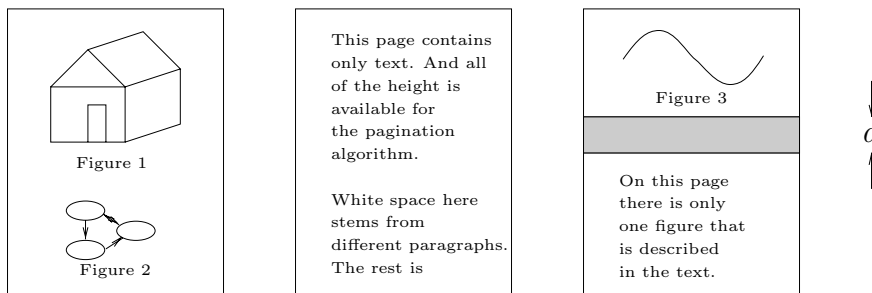 Figure 1
Figure 2
This page contains
only text. And all
of the height is
available for
the pagination
algorithm.
White space here
stems from
different paragraphs.
The rest is
Figure 3
On this page
there is only
one figure that
is described
in the text.